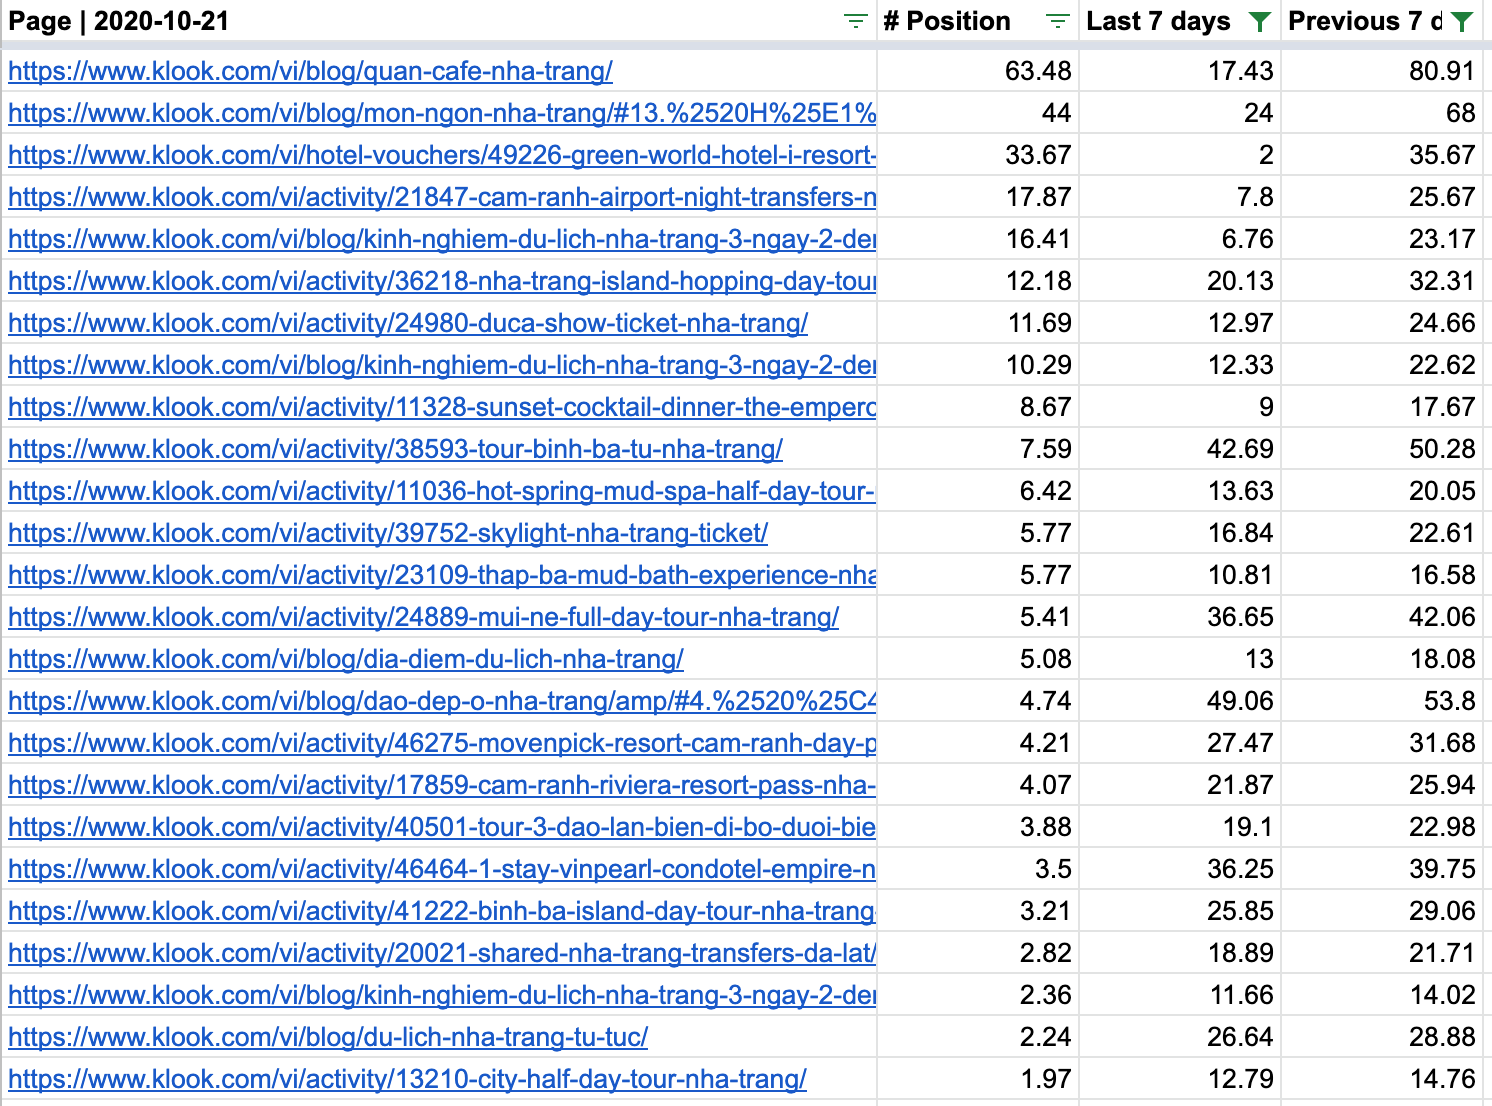 Page | 2020-10-21 # Position Last 7 days Previous 7 d
https://www.klook.com/vi/blog/quan-cafe-nha-trang/ 63.48 17.43 80.91
https://www.klook.com/vi/blog/mon-ngon-nha-trang/#13.%2520H%25E1% 44 24 68
https://www.klook.com/vi/hotel-vouchers/49226-green-world-hotel-i-resort- 33.67 2 35.67
https://www.klook.com/vi/activity/21847-cam-ranh-airport-night-transfers-n 17.87 7.8 25.67
https://www.klook.com/vi/blog/kinh-nghiem-du-lich-nha-trang-3-ngay-2-der 16.41 6.76 23.17
https://www.klook.com/vi/activity/36218-nha-trang-island-hopping-day-tour 12.18 20.13 32.31
https://www.klook.com/vi/activity/24980-duca-show-ticket-nha-trang/ 11.69 12.97 24.66
https://www.klook.com/vi/blog/kinh-nghiem-du-lich-nha-trang-3-ngay-2-der 10.29 12.33 22.62
https://www.klook.com/vi/activity/11328-sunset-cocktail-dinner-the-empero 8.67 9 17.67
https://www.klook.com/vi/activity/38593-tour-binh-ba-tu-nha-trang/ 7.59 42.69 50.28
https://www.klook.com/vi/activity/11036-hot-spring-mud-spa-half-day-tour- 6.42 13.63 20.05
https://www.klook.com/vi/activity/39752-skylight-nha-trang-ticket/ 5.77 16.84 22.61
https://www.klook.com/vi/activity/23109-thap-ba-mud-bath-experience-nha 5.77 10.81 16.58
https://www.klook.com/vi/activity/24889-mui-ne-full-day-tour-nha-trang/ 5.41 36.65 42.06
https://www.klook.com/vi/blog/dia-diem-du-lich-nha-trang/ 5.08 13 18.08
https://www.klook.com/vi/blog/dao-dep-o-nha-trang/amp/#4.%2520%25C4 4.74 49.06 53.8
https://www.klook.com/vi/activity/46275-movenpick-resort-cam-ranh-day-p 4.21 27.47 31.68
https://www.klook.com/vi/activity/17859-cam-ranh-riviera-resort-pass-nha- 4.07 21.87 25.94
https://www.klook.com/vi/activity/40501-tour-3-dao-lan-bien-di-bo-duoi-bie 3.88 19.1 22.98
https://www.klook.com/vi/activity/46464-1-stay-vinpearl-condotel-empire-n 3.5 36.25 39.75
https://www.klook.com/vi/activity/41222-binh-ba-island-day-tour-nha-trang- 3.21 25.85 29.06
https://www.klook.com/vi/activity/20021-shared-nha-trang-transfers-da-lat/ 2.82 18.89 21.71
https://www.klook.com/vi/blog/kinh-nghiem-du-lich-nha-trang-3-ngay-2-der 2.36 11.66 14.02
https://www.klook.com/vi/blog/du-lich-nha-trang-tu-tuc/ 2.24 26.64 28.88
https://www.klook.com/vi/activity/13210-city-half-day-tour-nha-trang/ 1.97 12.79 14.76